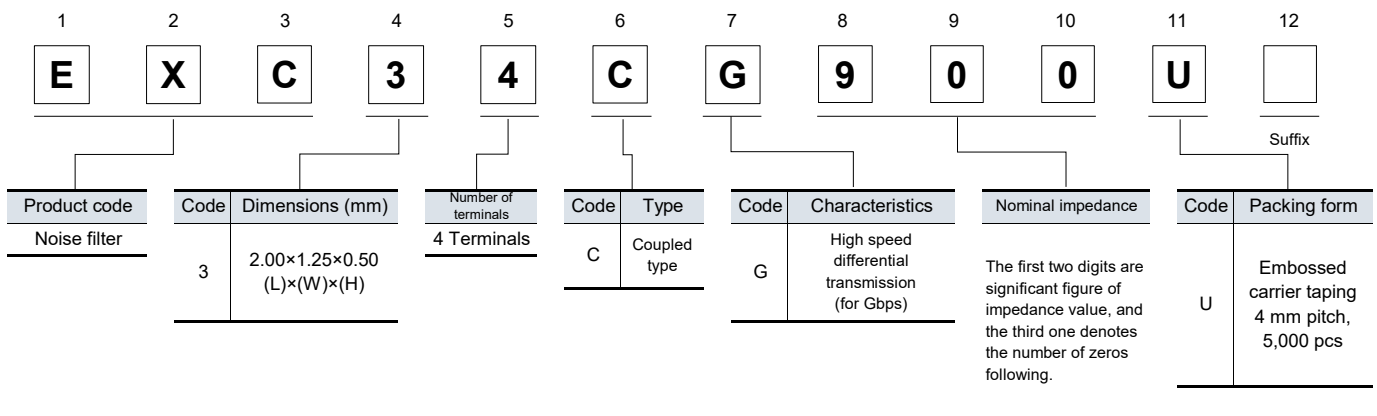 1 2 3 4 5 6 7 8 9 10 11 12
E X C 3 4 C G 9 0 0 U
Suffix
Product code
Noise filter
Code Dimensions (mm)
3
2.00×1.25×0.50
(L)×(W)×(H)
Number of
terminals
4 Terminals
Code Type
C
Coupled
type
Code Characteristics
G
High speed
differential
transmission
(for Gbps)
Nominal impedance
The first two digits are
significant figure of
impedance value, and
the third one denotes
the number of zeros
following.
Code Packing form
U
Embossed
carrier taping
4 mm pitch,
5,000 pcs